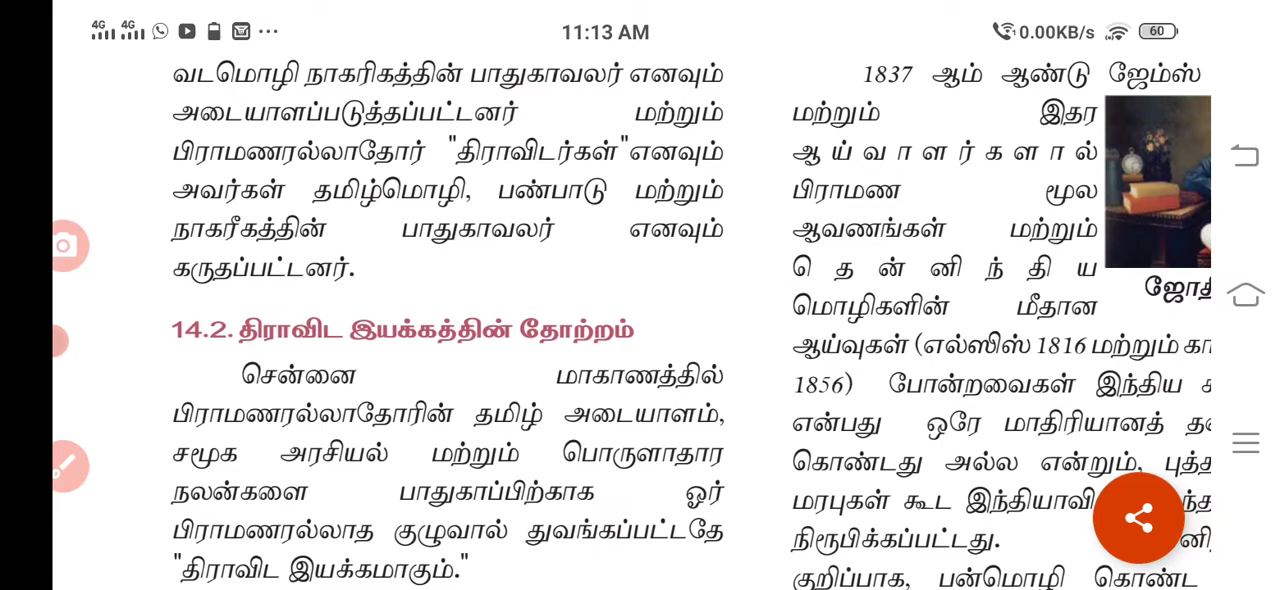 4G 4G ... 11:13 AM 0.00KB/s 60
வடமொழி நாகரிகத்தின் பாதுகாவலர் எனவும்
அடையாளப்படுத்தப்பட்டனர் மற்றும்
பிராமணரல்லாதோர் "திராவிடர்கள்"எனவும்
அவர்கள் தமிழ்மொழி, பண்பாடு மற்றும்
நாகரீகத்தின் பாதுகாவலர் எனவும்
கருதப்பட்டனர்.
14.2. திராவிட இயக்கத்தின் தோற்றம்
சென்னை மாகாணத்தில்
பிராமணரல்லாதோரின் தமிழ் அடையாளம்,
சமூக அரசியல் மற்றும் பொருளாதார
நலன்களை பாதுகாப்பிற்காக ஓர்
பிராமணரல்லாத குழுவால் துவங்கப்பட்டதே
"திராவிட இயக்கமாகும்."
1837 ஆம் ஆண்டு ஜேம்ஸ்
மற்றும் இதர
ஆய்வாளர்களால்
பிராமண மூல
ஆவணங்கள் மற்றும்
தென்னிந்திய
மொழிகளின் மீதான
ஆய்வுகள் (எல்ஸிஸ் 1816 மற்றும்
1856) போன்றவைகள் இந்திய
என்பது ஒரே மாதிரியானத்
கொண்டது அல்ல என்றும்,
மரபுகள் கூட
நிரூபிக்கப்பட்டது.
குறிப்பாக, பன்மொழி கொண்ட